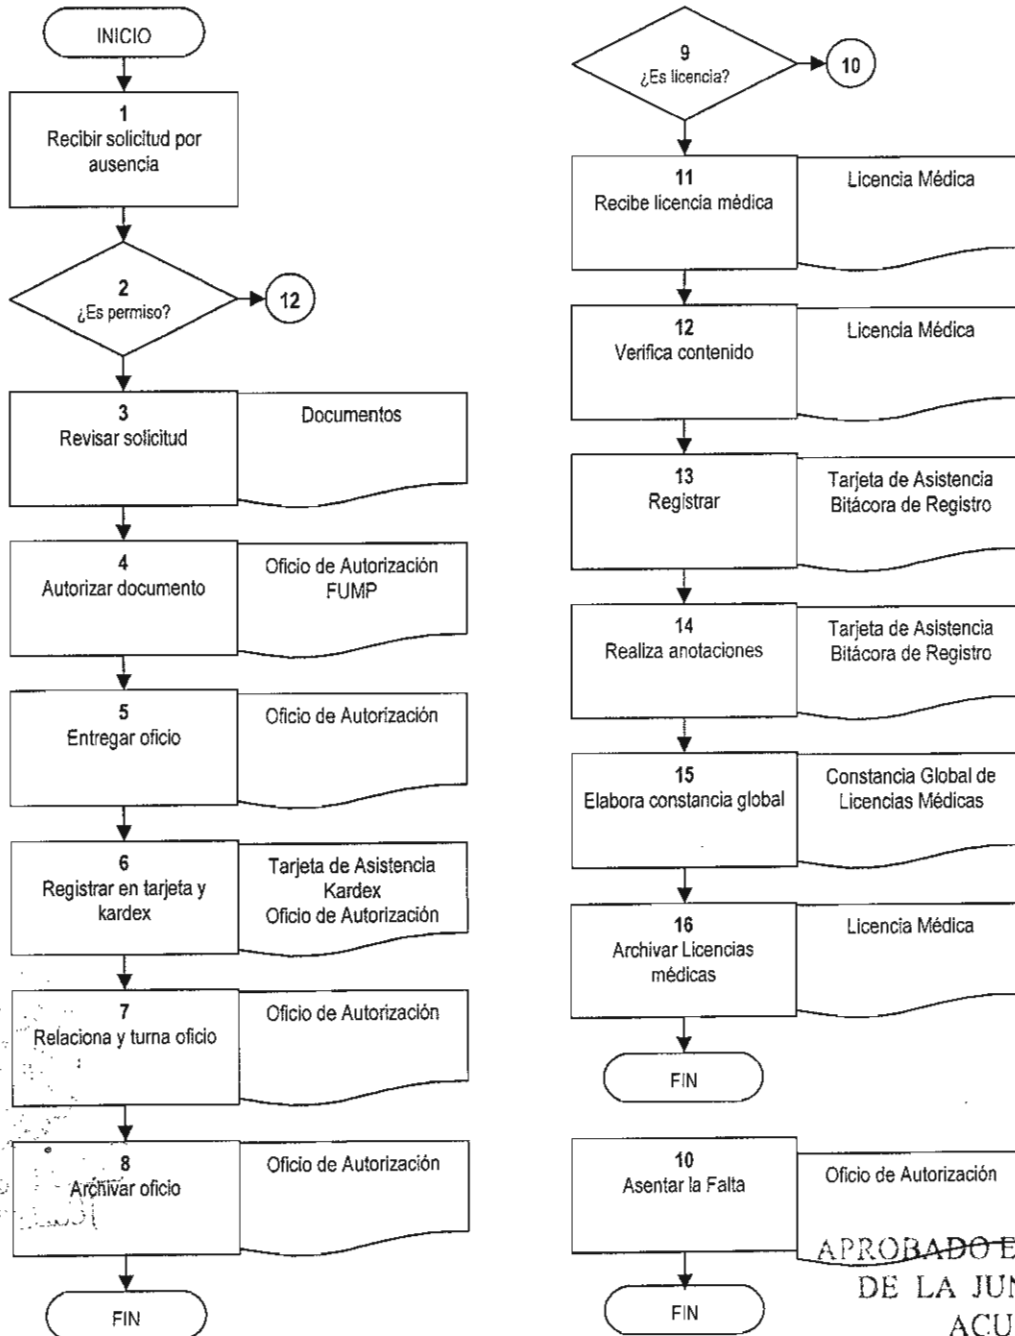 INICIO
1
Recibir solicitud por
ausencia
2
¿Es permiso?
12
3
Revisar solicitud
Documentos
4
Autorizar documento
Oficio de Autorización
FUMP
5
Entregar oficio
Oficio de Autorización
6
Registrar en tarjeta y
kardex
Tarjeta de Asistencia
Kardex
Oficio de Autorización
7
Relaciona y turna oficio
Oficio de Autorización
8
Archivar oficio
Oficio de Autorización
FIN
9
¿Es licencia?
10
11
Recibe licencia médica
Licencia Médica
12
Verifica contenido
Licencia Médica
13
Registrar
Tarjeta de Asistencia
Bitácora de Registro
14
Realiza anotaciones
Tarjeta de Asistencia
Bitácora de Registro
15
Elabora constancia global
Constancia Global de
Licencias Médicas
16
Archivar Licencias
médicas
Licencia Médica
FIN
10
Asentar la Falta
Oficio de Autorización
FIN
APROBADO E
DE LA JUN
ACU